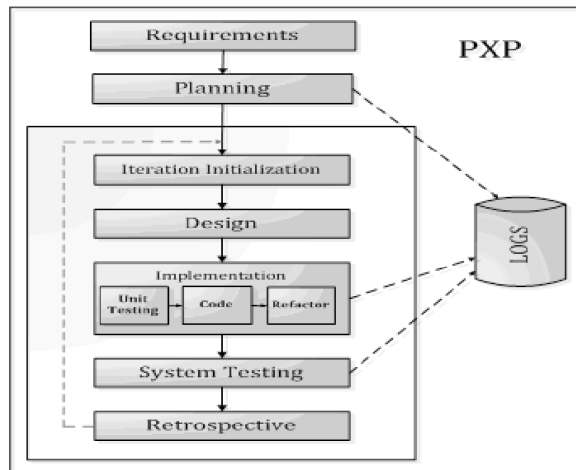 Requirements
PXP
Planning
Iteration Initialization
Design
Implementation
Unit
Testing
Code
Refactor
LOGS
System Testing
Retrospective